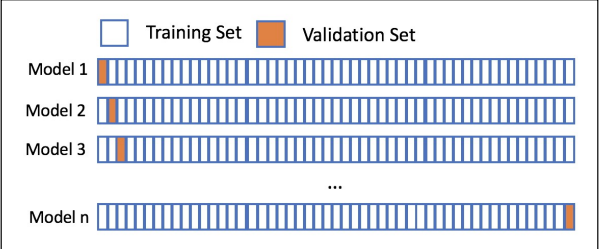 Training Set Validation Set
Model 1
Model 2
Model 3
...
Model n